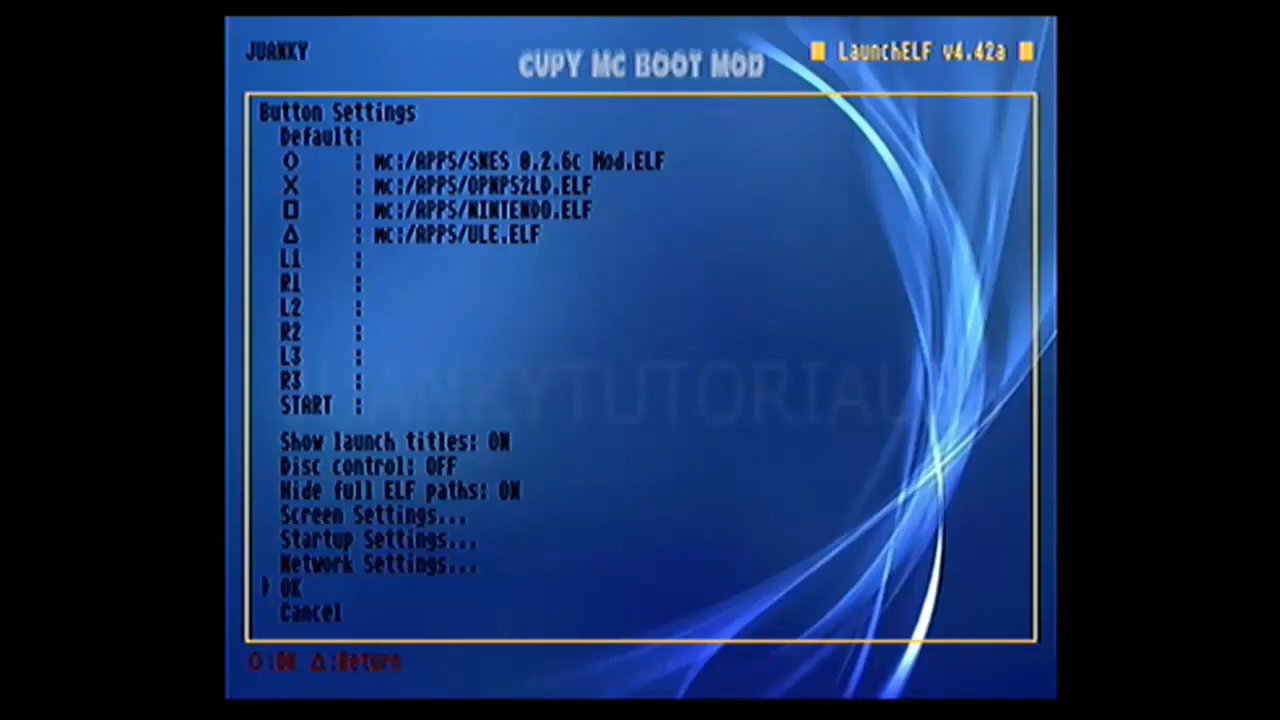 JUANKY
CUPY MC BOOT MOD
LaunchELF v4.42a
Button Settings
Default:
O : mc:/APPS/SNES 0.2.6c Mod.ELF
X : mc:/APPS/OPNPS2LD.ELF
□ : mc:/APPS/NINTENDO.ELF
△ : mc:/APPS/ULE.ELF
L1 :
R1 :
L2 :
R2 :
L3 :
R3 :
START :
ANKYTUTORIAL
Show launch titles: ON
Disc control: OFF
Hide full ELF paths: ON
Screen Settings...
Startup Settings...
Network Settings...
OK
Cancel
O:OK △:Return